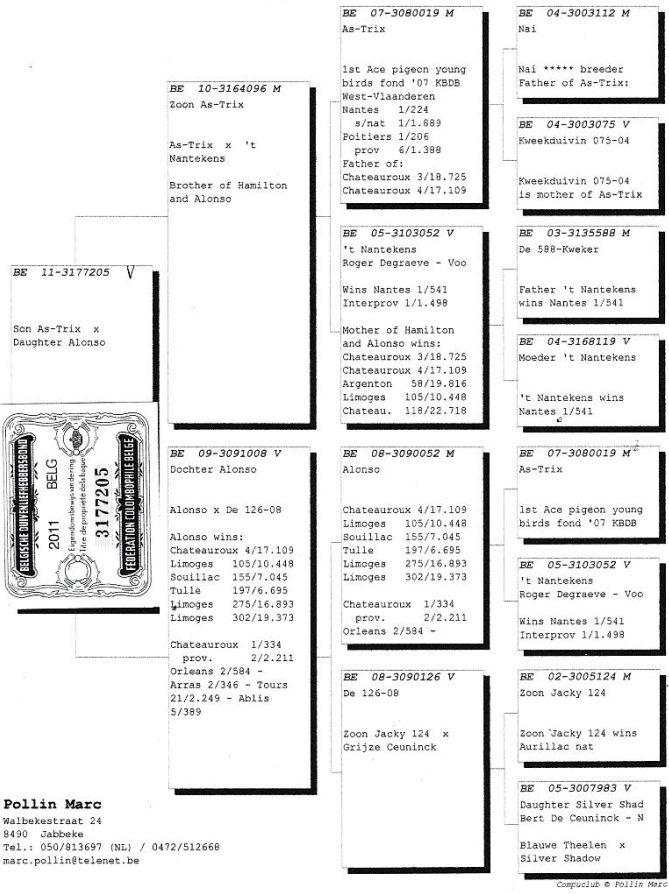 BE 11-3177205 V
Son As-Trix x
Daughter Alonso
BELGISCHE DUIVENLIEFHEBBERSBOND
2011 BELG
Eigendomsbewijs van de ring
Titre de propriété de la bague
3177205
FEDERATION COLOMBOPHILE BELGE
BE 10-3164096 M
Zoon As-Trix
As-Trix x 't
Nantekens
Brother of Hamilton
and Alonso
BE 09-3091008 V
Dochter Alonso
Alonso x De 126-08
Alonso wins:
Chateauroux 4/17.109
Limoges 105/10.448
Souillac 155/7.045
Tulle 197/6.695
Limoges 275/16.893
Limoges 302/19.373
Chateauroux 1/334
prov. 2/2.211
Orleans 2/584 -
Arras 2/346 - Tours
21/2.249 - Ablis
5/389
BE 07-3080019 M
As-Trix
1st Ace pigeon young
birds fond '07 KBDB
West-Vlaanderen
Nantes 1/224
s/nat 1/1.889
Poitiers 1/206
prov 6/1.388
Father of:
Chateauroux 3/18.725
Chateauroux 4/17.109
BE 05-3103052 V
't Nantekens
Roger Degraeve - Voo
Wins Nantes 1/541
Interprov 1/1.498
Mother of Hamilton
and Alonso wins:
Chateauroux 3/18.725
Chateauroux 4/17.109
Argenton 58/19.816
Limoges 105/10.448
Chateau. 118/22.718
BE 08-3090052 M
Alonso
Chateauroux 4/17.109
Limoges 105/10.448
Souillac 155/7.045
Tulle 197/6.695
Limoges 275/16.893
Limoges 302/19.373
Chateauroux 1/334
prov. 2/2.211
Orleans 2/584 -
BE 08-3090126 V
De 126-08
Zoon Jacky 124 x
Grijze Ceuninck
BE 04-3003112 M
Nai
Nai ***** breeder
Father of As-Trix:
BE 04-3003075 V
Kweekduivin 075-04
Kweekduivin 075-04
is mother of As-Trix
BE 03-3135588 M
De 588-Kweker
Father 't Nantekens
wins Nantes 1/541
BE 04-3168119 V
Moeder 't Nantekens
't Nantekens wins
Nantes 1/541
BE 07-3080019 M
As-Trix
1st Ace pigeon young
birds fond '07 KBDB
BE 05-3103052 V
't Nantekens
Roger Degraeve - Voo
Wins Nantes 1/541
Interprov 1/1.498
BE 02-3005124 M
Zoon Jacky 124
Zoon Jacky 124 wins
Aurillac nat
BE 05-3007983 V
Daughter Silver Shad
Bert De Ceuninck - N
Blauwe Theelen x
Silver Shadow
Pollin Marc
Walbekestraat 24
8490 Jabbeke
Tel.: 050/813697 (NL) / 0472/512668
marc.pollin@telenet.be
Compuclub © Pollin Marc